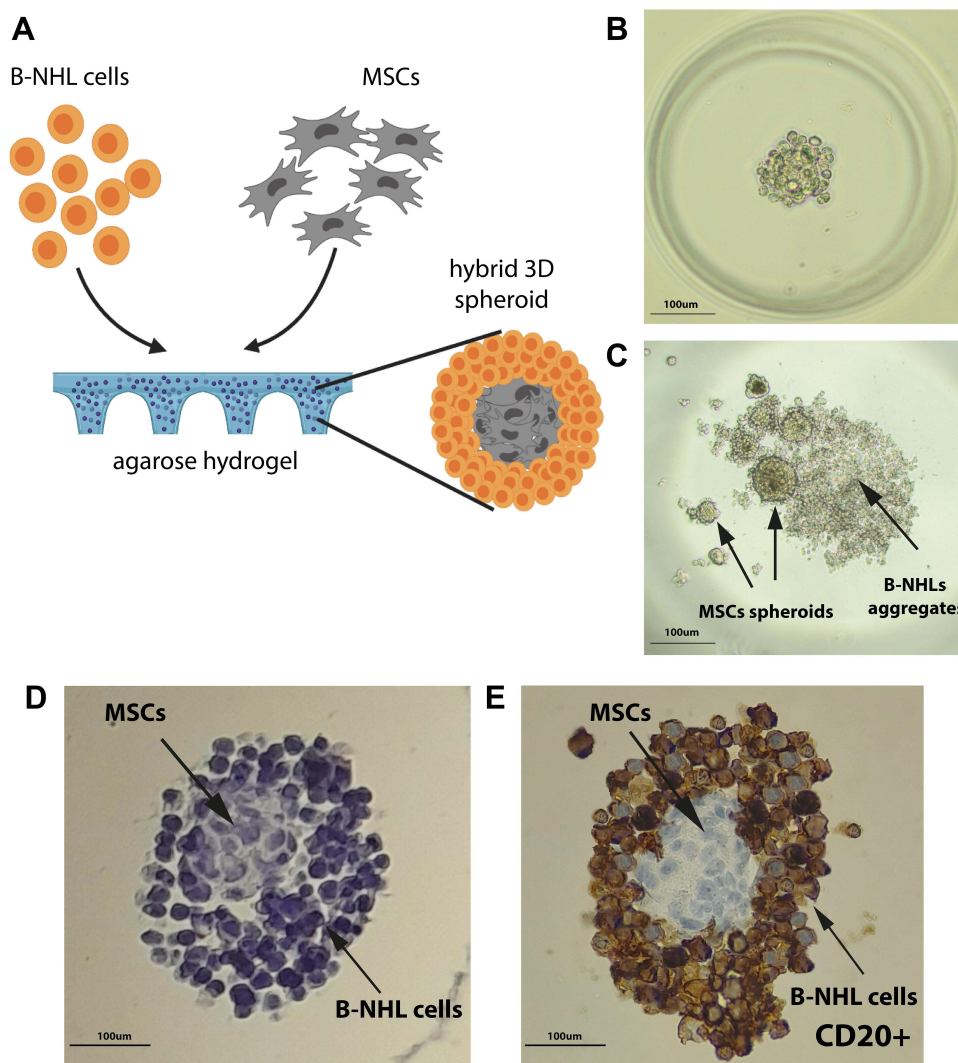 A
B-NHL cells
MSCs
hybrid 3D
spheroid
agarose hydrogel
B
100um
C
MSCs spheroids
B-NHLs
aggregates
100um
D
MSCs
B-NHL cells
100um
E
MSCs
B-NHL cells
CD20+
100um